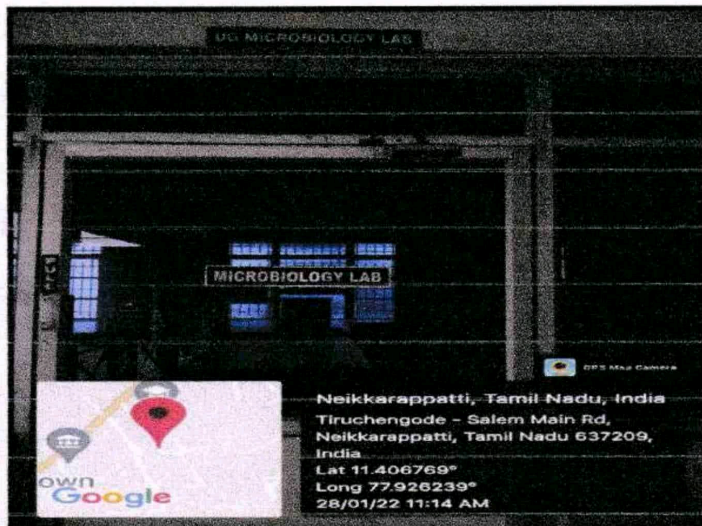 UG MICROBIOLOGY LAB
MICROBIOLOGY LAB
GPS Map Camera
Neikkarappatti, Tamil Nadu, India
Tiruchengode - Salem Main Rd,
Neikkarappatti, Tamil Nadu 637209,
India
Lat 11.406769°
Long 77.926239°
28/01/22 11:14 AM
own
Google